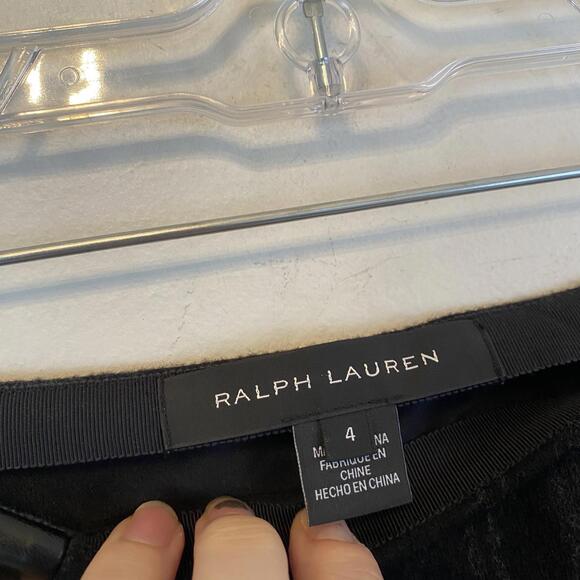 RALPH LAUREN
4
FABRIQUE EN
CHINE
HECHO EN CHINA